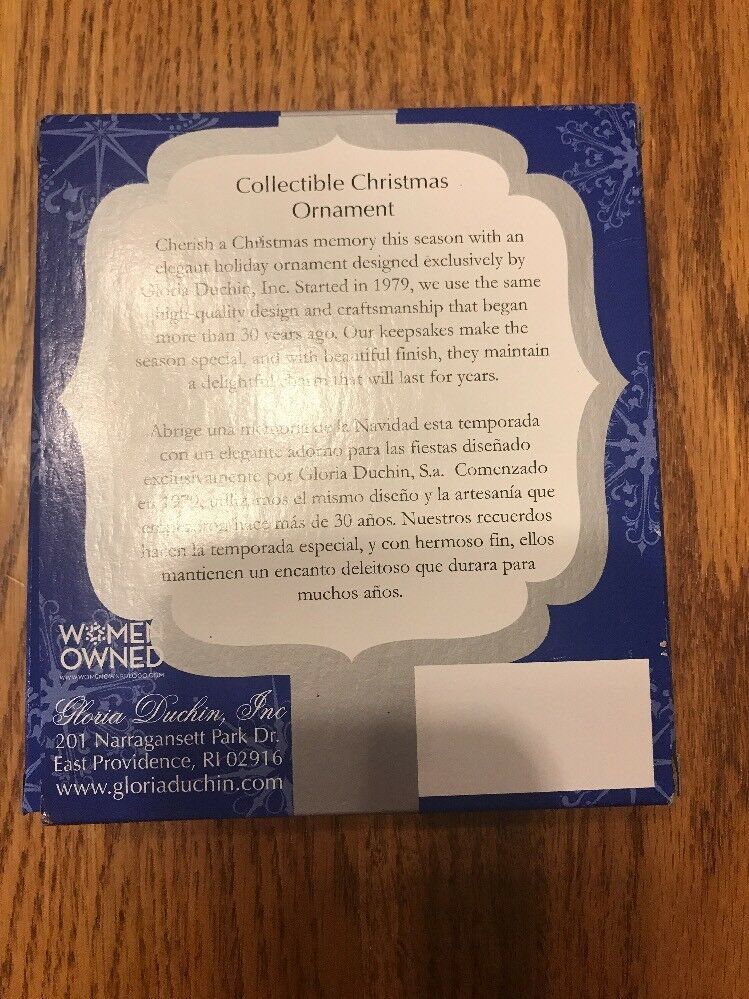 Collectible Christmas
Ornament
Cherish a Christmas memory this season with an
elegant holiday ornament designed exclusively by
Gloria Duchin, Inc. Started in 1979, we use the same
high-quality design and craftsmanship that began
more than 30 years ago. Our keepsakes make the
season special, and with beautiful finish, they maintain
a delightful charm that will last for years.
Abrige una memoria de la Navidad esta temporada
con un elegante adorno para las fiestas diseñado
exclusivamente por Gloria Duchin, S.a. Comenzado
en 1979, el mismo diseño y la artesanía que
hace más de 30 años. Nuestros recuerdos
hacen la temporada especial, y con hermoso fin, ellos
mantienen un encanto deleitoso que durara para
muchos años.
WOMEN
OWNED
WWW.WOMENOWNEDLOGO.COM
Gloria Duchin, Inc
201 Narragansett Park Dr.
East Providence, RI 02916
www.gloriaduchin.com